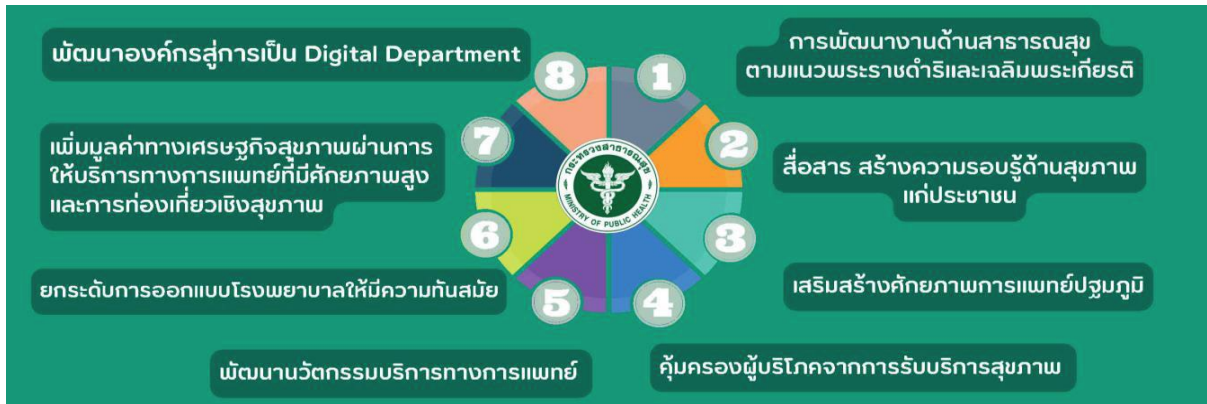 1
การพัฒนางานด้านสาธารณสุข
ตามแนวพระราชดำริและเฉลิมพระเกียรติ
2
สื่อสาร สร้างความรอบรู้ด้านสุขภาพ
แก่ประชาชน
3
เสริมสร้างศักยภาพการแพทย์ปฐมภูมิ
4
คุ้มครองผู้บริโภคจากการรับบริการสุขภาพ
5
พัฒนานวัตกรรมบริการทางการแพทย์
6
ยกระดับการออกแบบโรงพยาบาลให้มีความทันสมัย
7
เพิ่มมูลค่าทางเศรษฐกิจสุขภาพผ่านการ
ให้บริการทางการแพทย์ที่มีศักยภาพสูง
และการท่องเที่ยวเชิงสุขภาพ
8
พัฒนาองค์กรสู่การเป็น Digital Department
กระทรวงสาธารณสุข
MINISTRY OF PUBLIC HEALTH